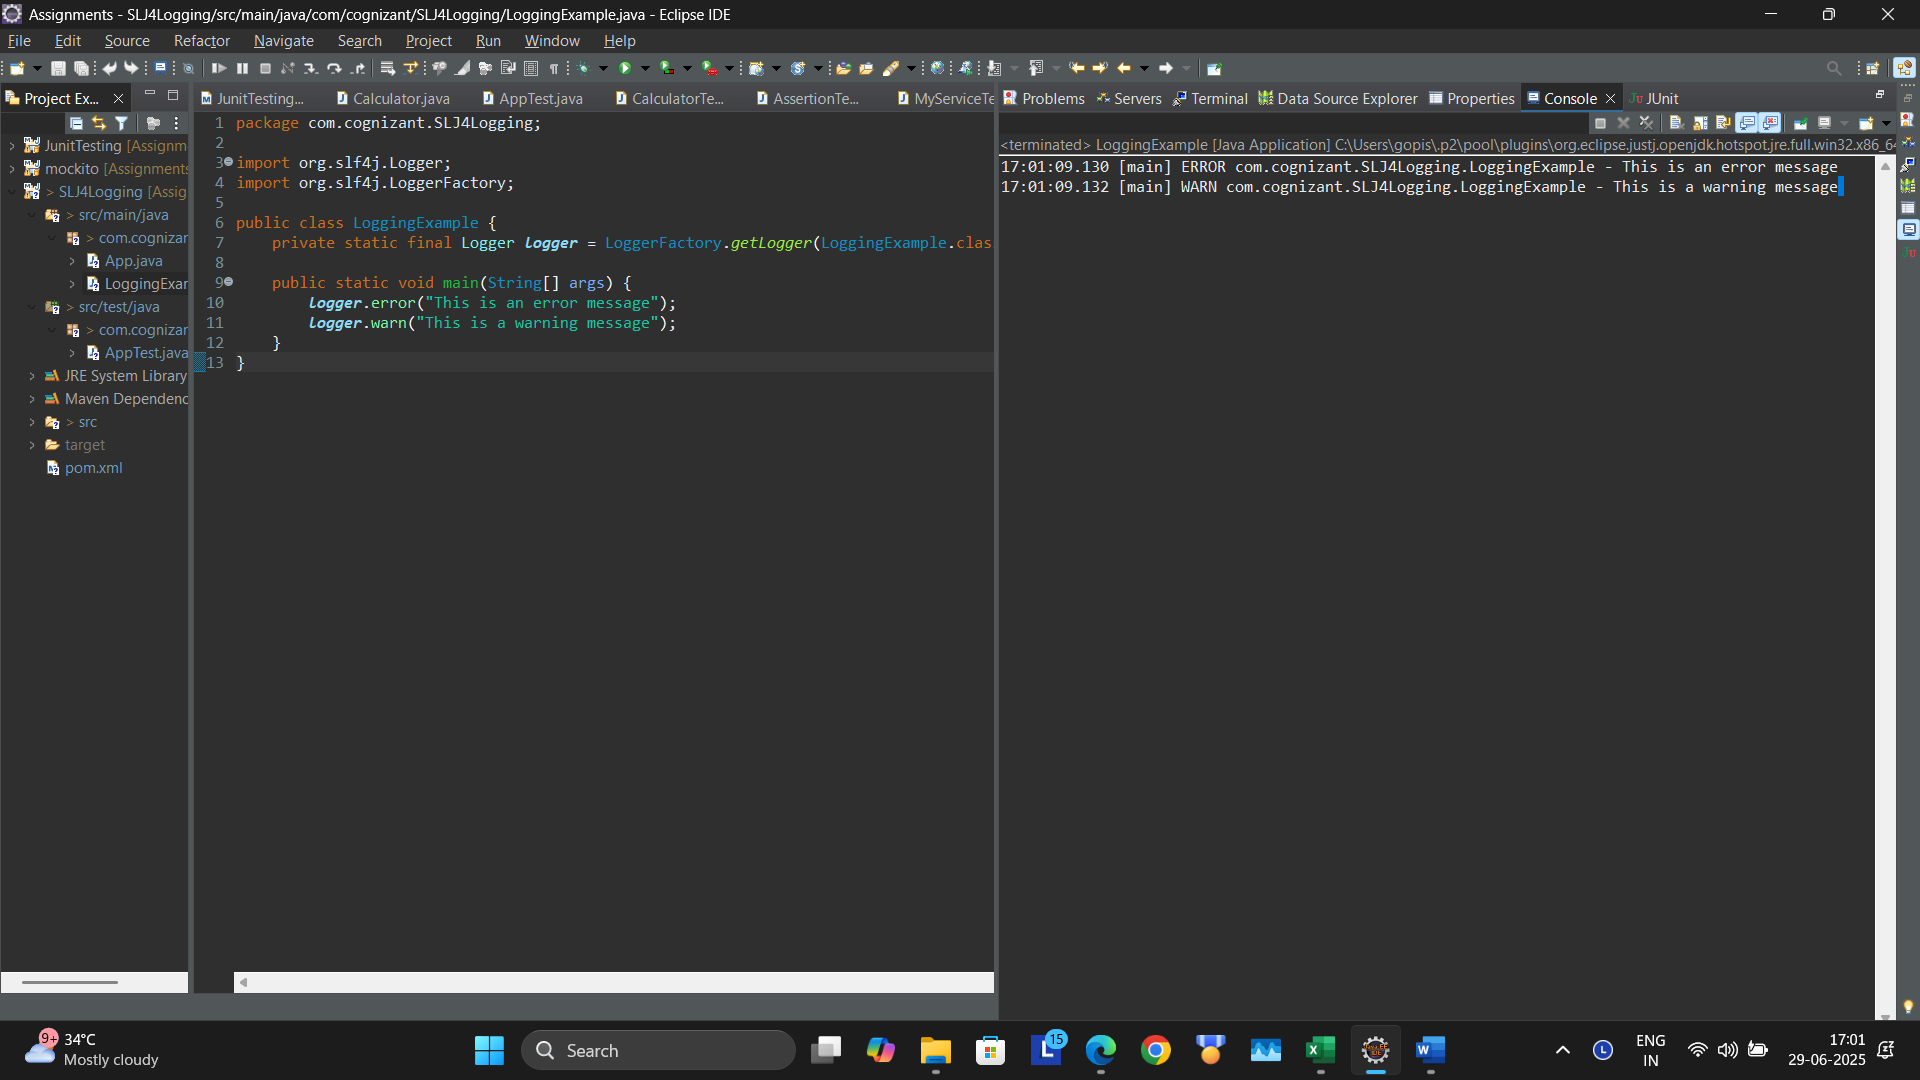 Assignments - SLJ4Logging/src/main/java/com/cognizant/SLJ4Logging/LoggingExample.java - Eclipse IDE
File Edit Source Refactor Navigate Search Project Run Window Help
Project Ex...
JunitTesting [Assignm
mockito [Assignments
> SLJ4Logging [Assig
> src/main/java
> com.cognizar
App.java
LoggingExar
> src/test/java
> com.cognizar
AppTest.java
JRE System Library
Maven Dependenc
> src
target
pom.xml
JunitTesting... Calculator.java AppTest.java CalculatorTe... AssertionTe... MyServiceTe
1 package com.cognizant.SLJ4Logging;
2
3 import org.slf4j.Logger;
4 import org.slf4j.LoggerFactory;
5
6 public class LoggingExample {
7 private static final Logger logger = LoggerFactory.getLogger(LoggingExample.clas
8
9 public static void main(String[] args) {
10 logger.error("This is an error message");
11 logger.warn("This is a warning message");
12 }
13 }
Problems Servers Terminal Data Source Explorer Properties Console JUnit
<terminated> LoggingExample [Java Application] C:\Users\gopis\.p2\pool\plugins\org.eclipse.justj.openjdk.hotspot.jre.full.win32.x86_64
17:01:09.130 [main] ERROR com.cognizant.SLJ4Logging.LoggingExample - This is an error message
17:01:09.132 [main] WARN com.cognizant.SLJ4Logging.LoggingExample - This is a warning message
9+
34°C
Mostly cloudy
Search
15
ENG
IN
17:01
29-06-2025